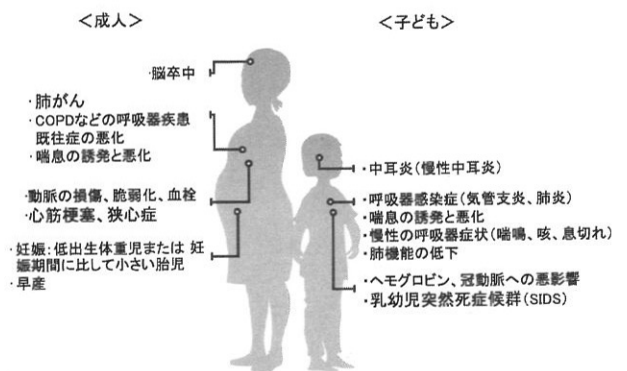 ＜成人＞
・脳卒中
・肺がん
・COPDなどの呼吸器疾患
既往症の悪化
・喘息の誘発と悪化
・動脈の損傷、脆弱化、血栓
・心筋梗塞、狭心症
・妊娠：低出生体重児または 妊
娠期間に比して小さい胎児
・早産
＜子ども＞
・中耳炎（慢性中耳炎）
・呼吸器感染症（気管支炎、肺炎）
・喘息の誘発と悪化
・慢性の呼吸器症状（喘鳴、咳、息切れ）
・肺機能の低下
・ヘモグロビン、冠動脈への悪影響
・乳幼児突然死症候群（SIDS）